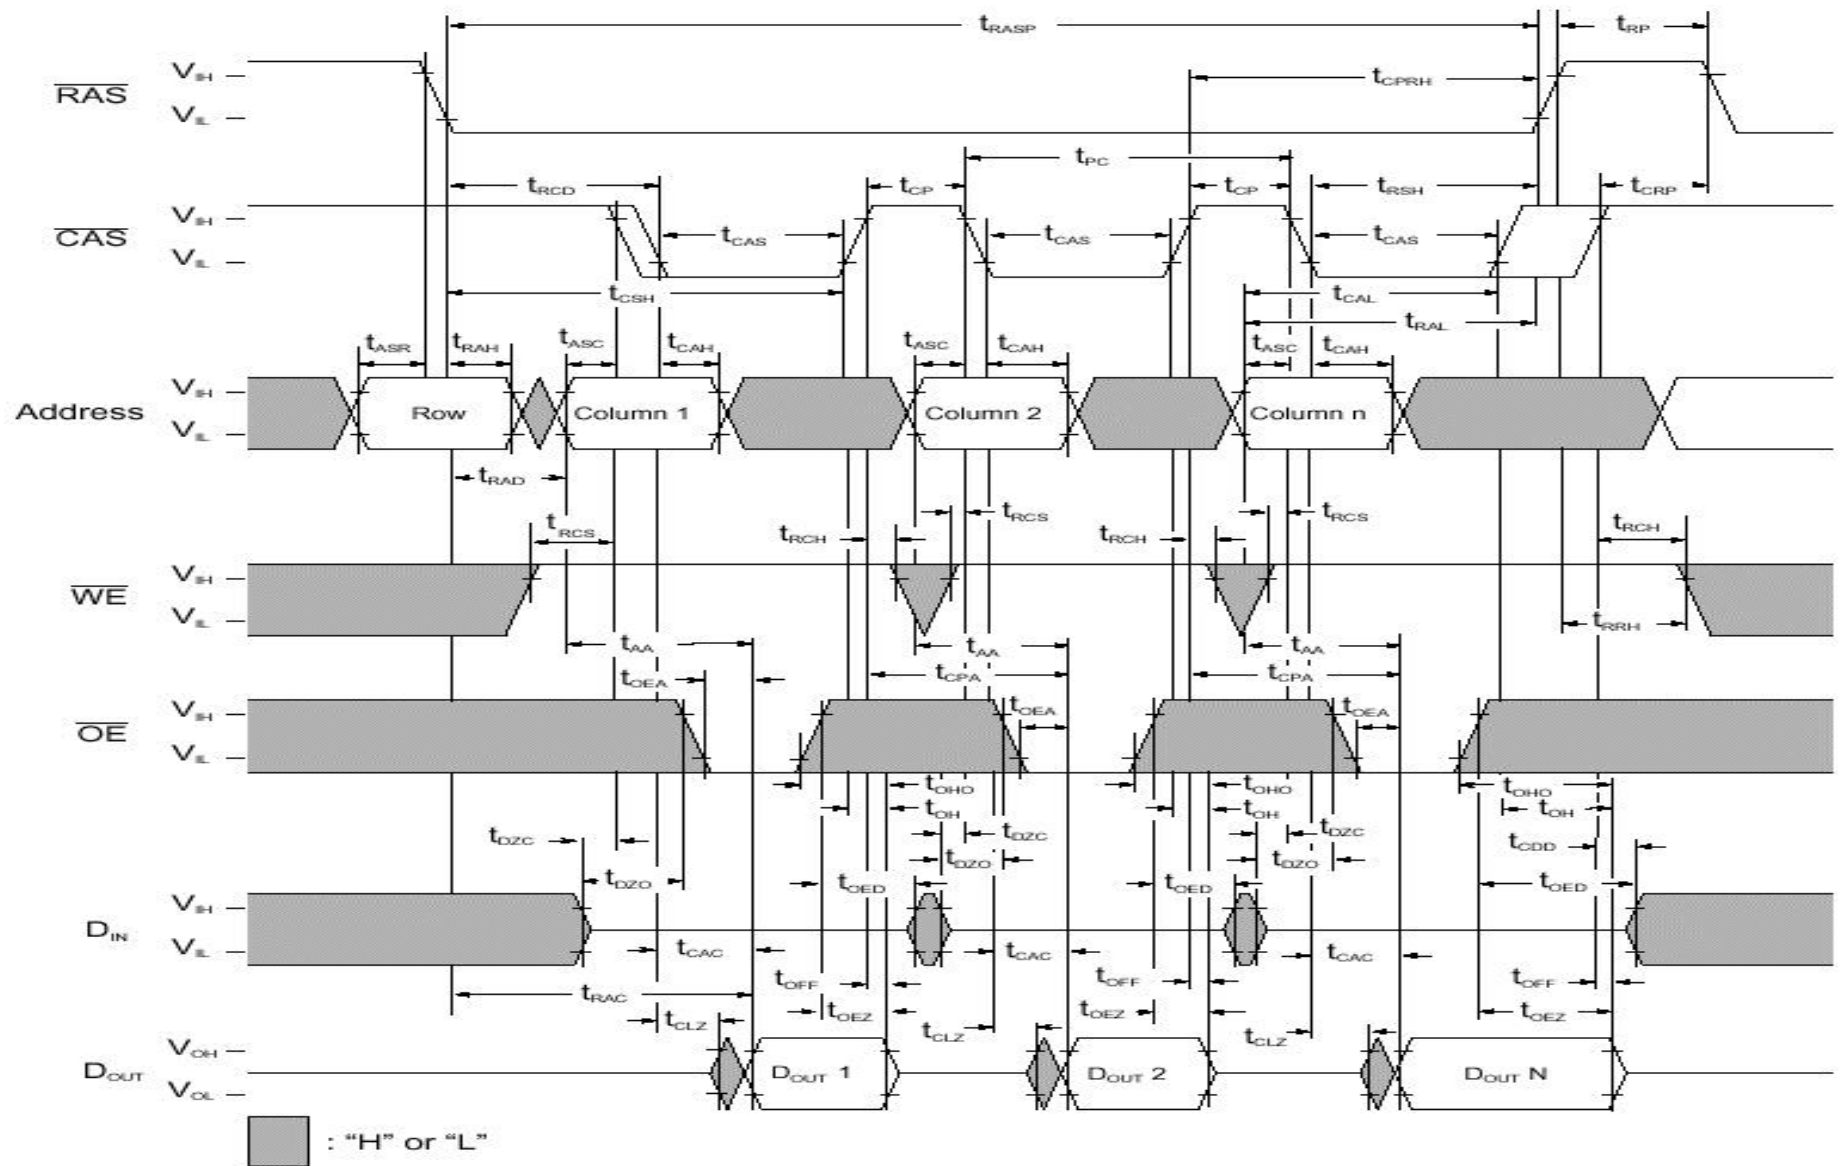 tRASP tRP
RAS VIH tCPRH
VIL
tPC
tRCD tCP tCP tRSH tCRP
CAS VIH
tCAS tCAS tCAS
VIL
tCSH tCAL
tRAL
tASR tRAH tASC tCAH tASC tCAH tASC tCAH
VIH
Address Row Column 1 Column 2 Column n
VIL
tRAD
tRCS tRCH tRCS tRCH tRCS tRCH
VIH
WE
VIL
tRRH
tAA tAA tAA
tOEA tCPA tCPA
VIH tOEA tOEA
OE
VIL
tOHO tOHO tOHO
tOH tOH tOH
tDZC tDZC tDZC tCDD
tDZO tDZO
tDZO tOED tOED tOED
VIH
DIN
VIL
tCAC tCAC tCAC
tOFF tOFF tOFF
tRAC tOEZ tOEZ tOEZ
tCLZ tCLZ tCLZ
VOH
DOUT DOUT 1 DOUT 2 DOUT N
VOL
: “H” or “L”